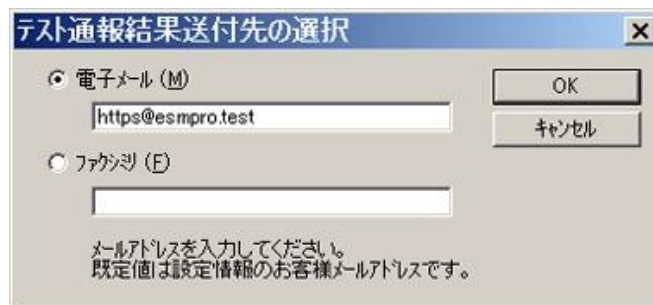 テスト通報結果送付先の選択
電子ﾒｰﾙ (M)
OK
https@esmpro.test
ｷｬﾝｾﾙ
ﾌｧｸｼﾐﾘ (F)
ﾒｰﾙｱﾄﾞﾚｽを入力してください。
既定値は設定情報のお客様ﾒｰﾙｱﾄﾞﾚｽです。